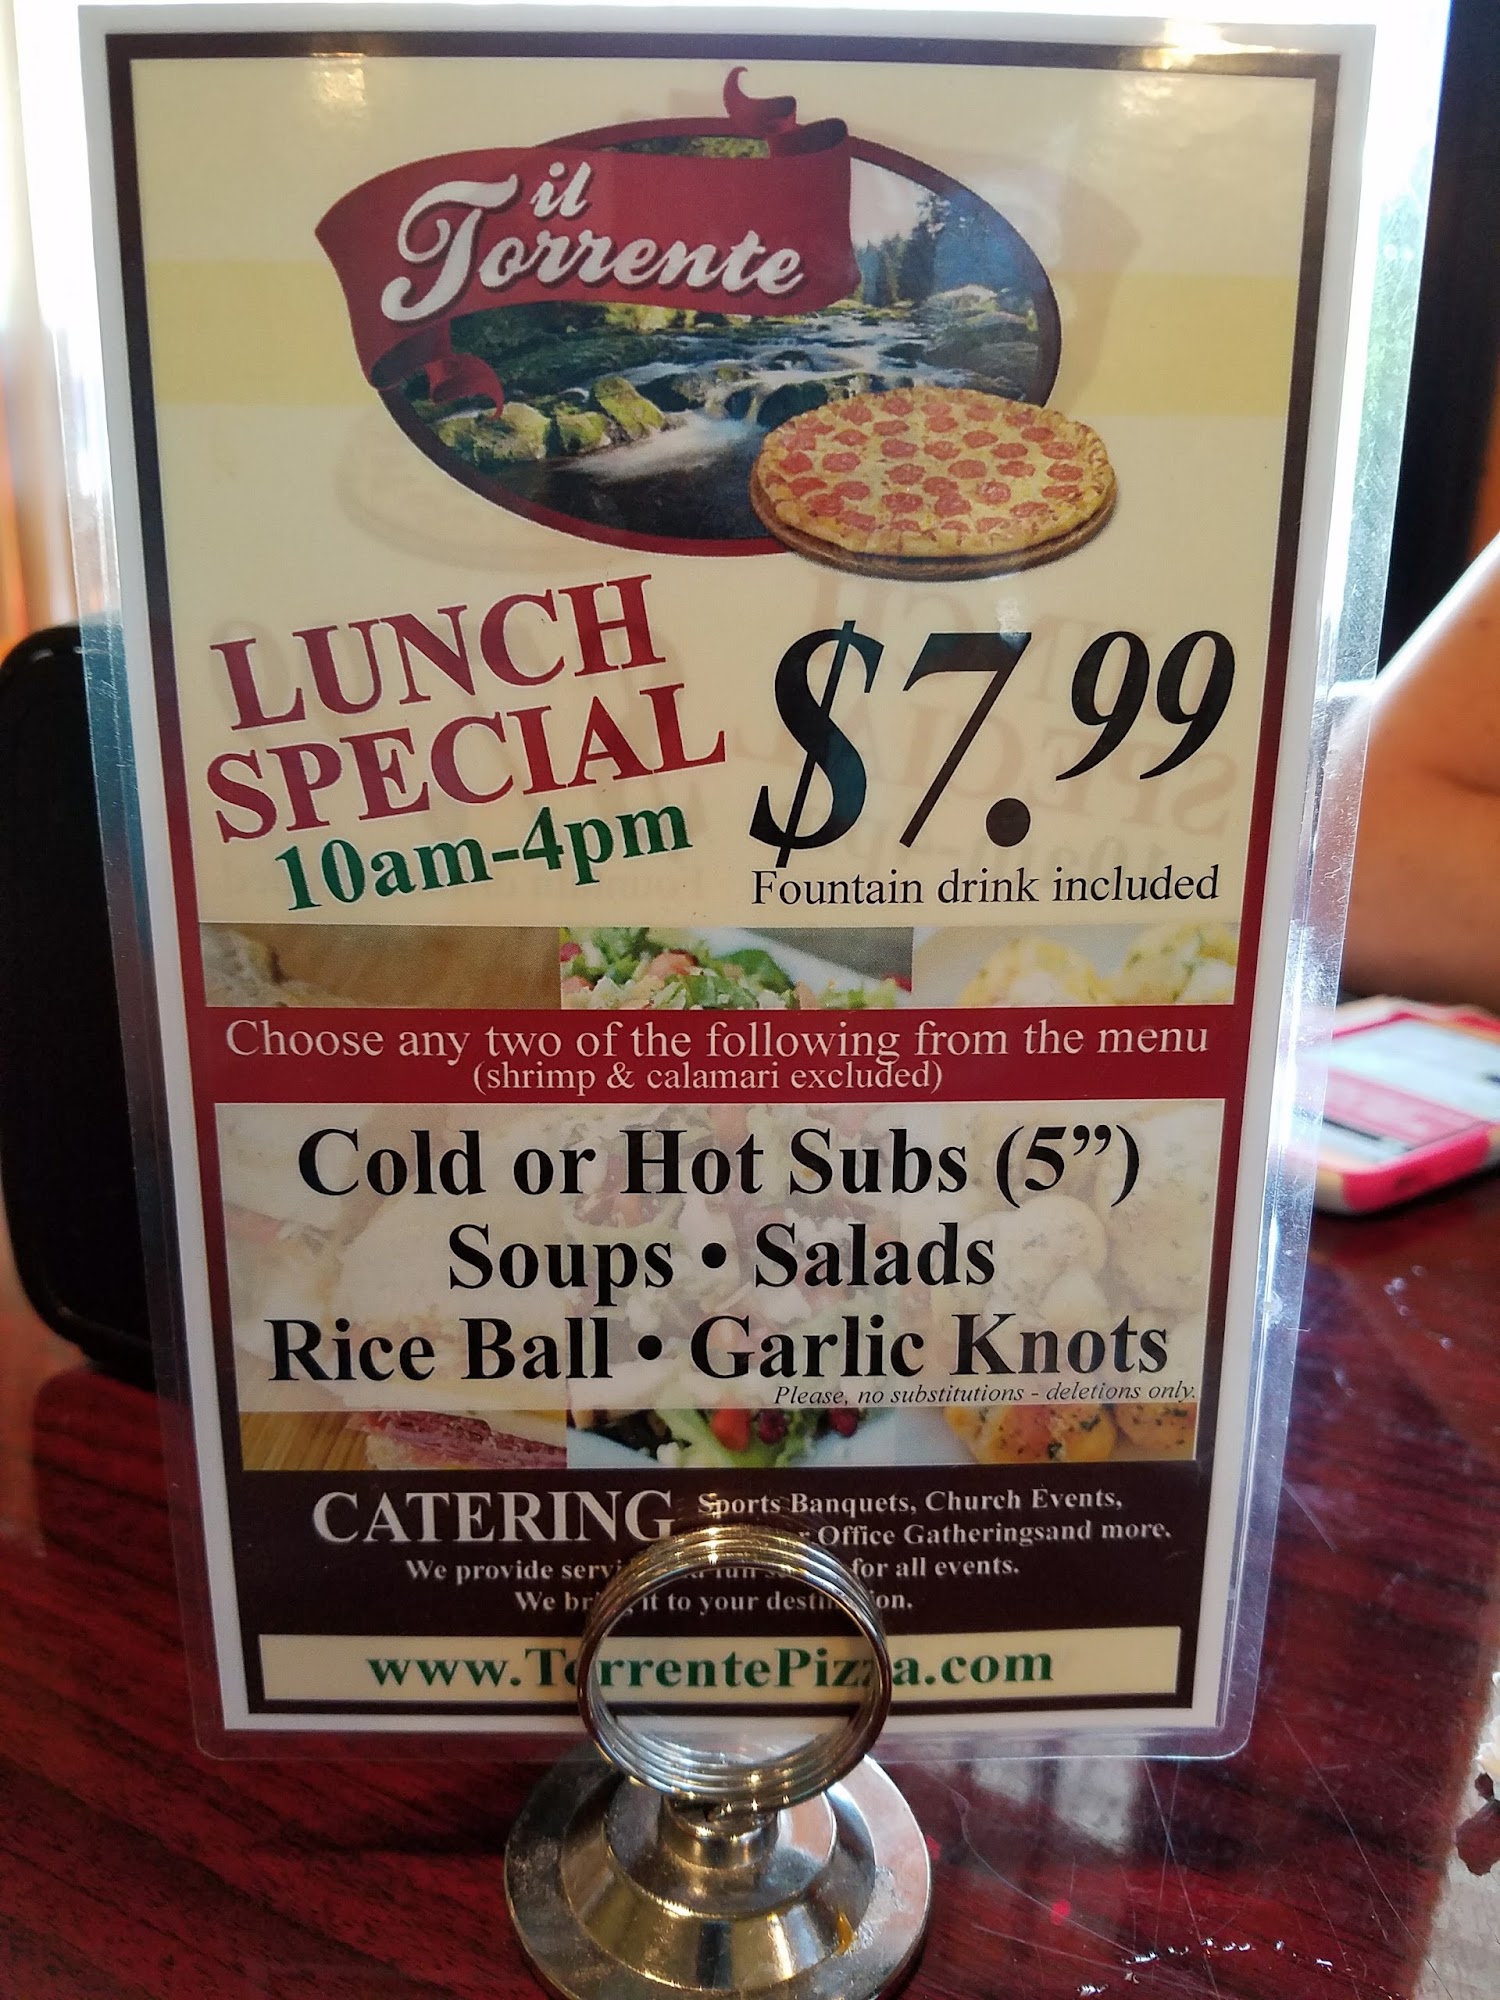 il
Torrente
LUNCH
SPECIAL
10am-4pm
$7.99
Fountain drink included
Choose any two of the following from the menu
(shrimp & calamari excluded)
Cold or Hot Subs (5”)
Soups • Salads
Rice Ball • Garlic Knots
Please, no substitutions - deletions only.
CATERING
Sports Banquets, Church Events,
Office Gatheringsand more.
We provide for all events.
We bring it to your destination.
www.TorrentePizza.com